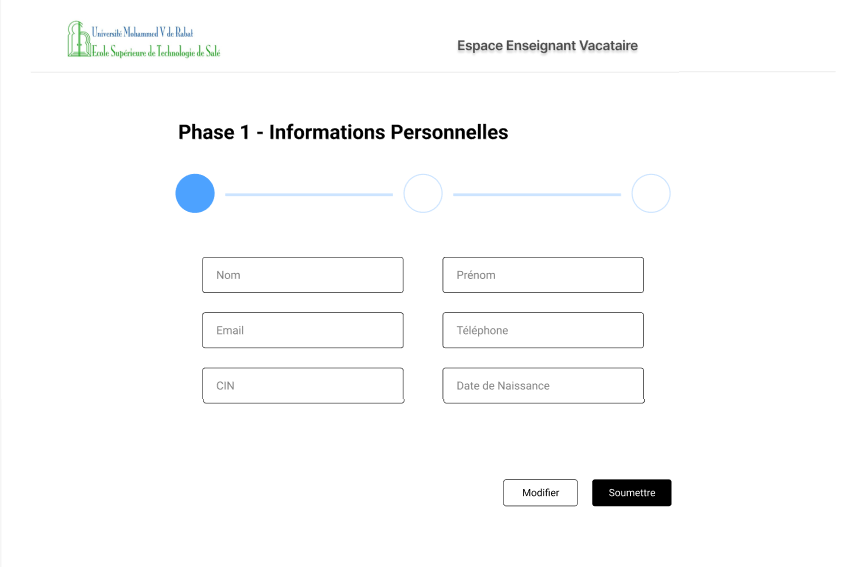 Université Mohammed V de Rabat
Ecole Supérieure de Technologie de Salé
Espace Enseignant Vacataire
Phase 1 - Informations Personnelles
Nom
Prénom
Email
Téléphone
CIN
Date de Naissance
Modifier
Soumettre